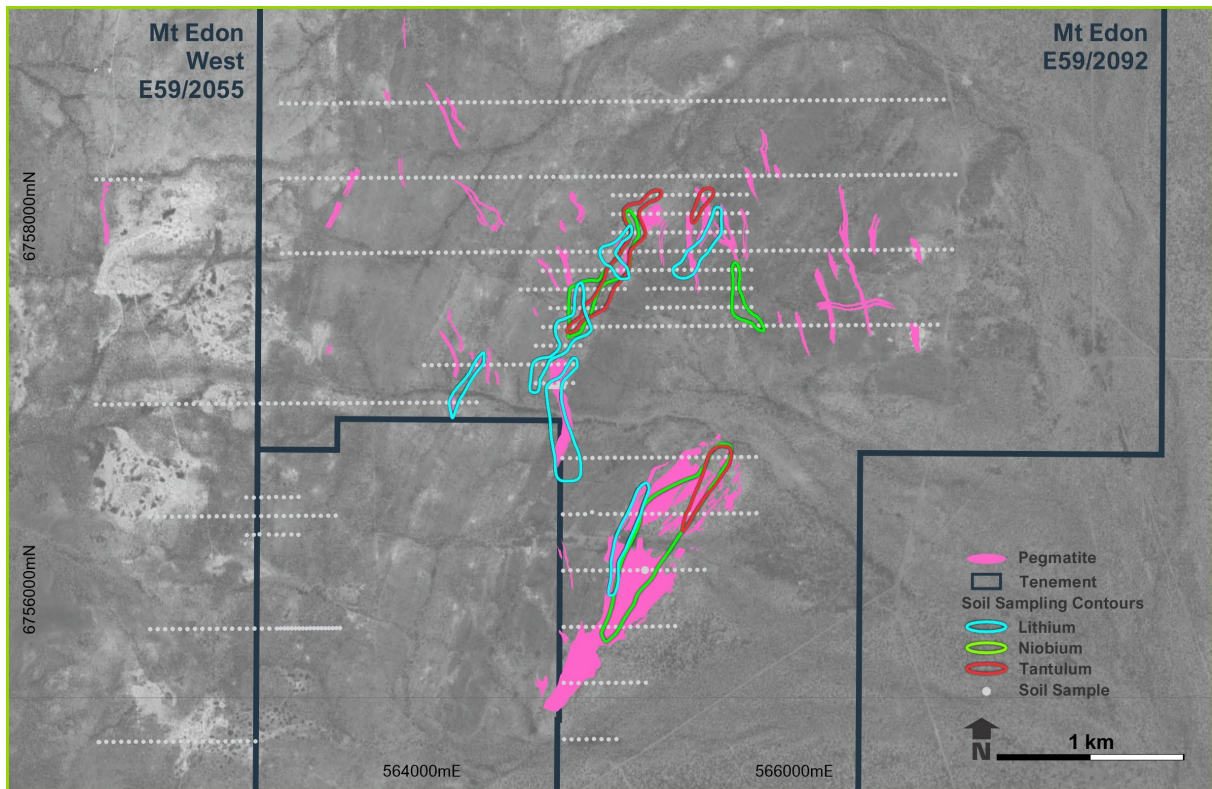 Mt Edon
West
E59/2055
Mt Edon
E59/2092
6758000mN
6756000mN
Pegmatite
Tenement
Soil Sampling Contours
Lithium
Niobium
Tantulum
Soil Sample
N
1 km
564000mE
566000mE